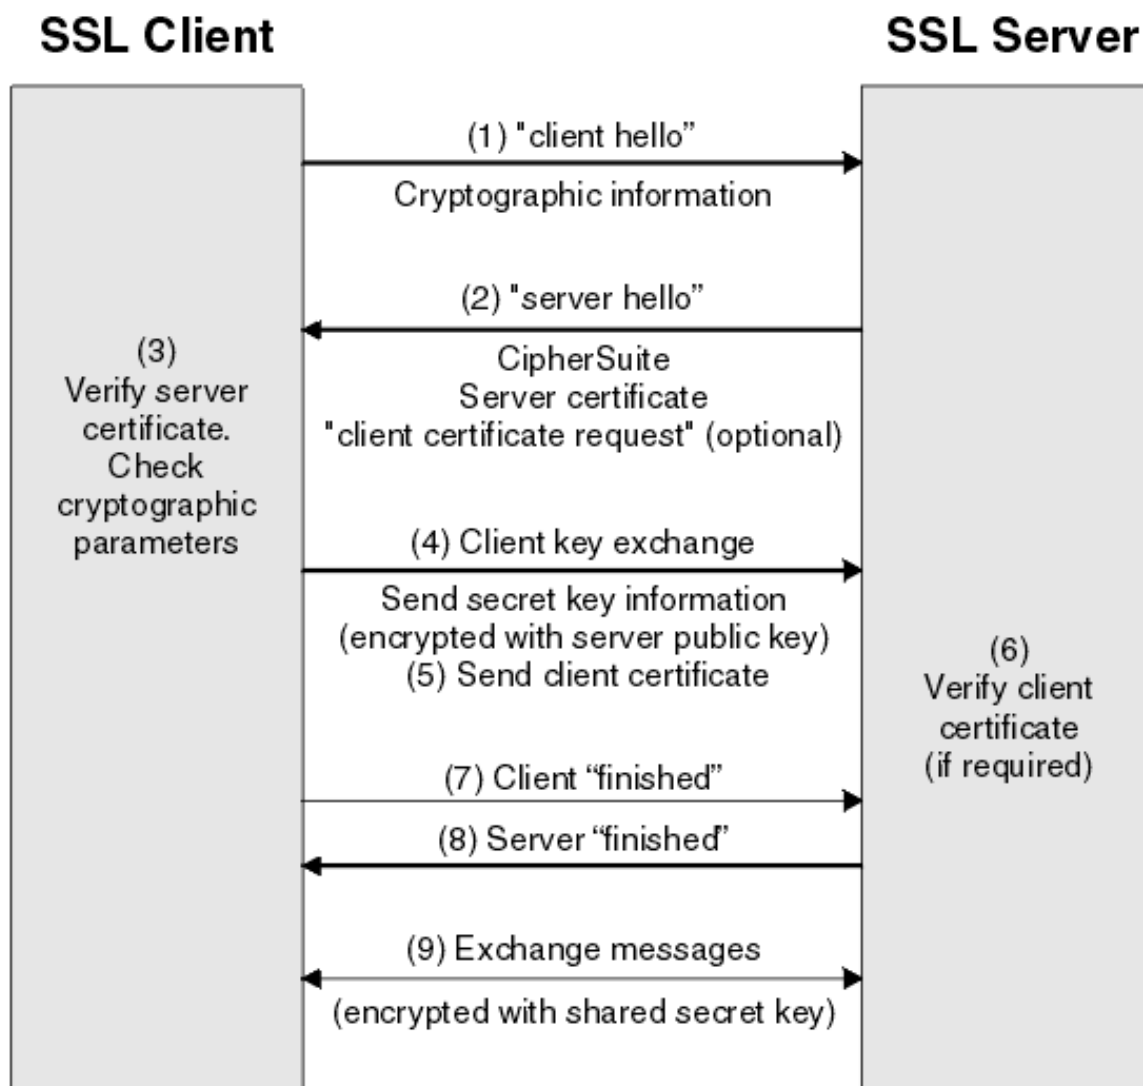 SSL Client
SSL Server
(1) "client hello”
Cryptographic information
(2) "server hello”
CipherSuite
Server certificate
"client certificate request" (optional)
(3)
Verify server
certificate.
Check
cryptographic
parameters
(4) Client key exchange
Send secret key information
(encrypted with server public key)
(5) Send client certificate
(6)
Verify client
certificate
(if required)
(7) Client “finished”
(8) Server “finished”
(9) Exchange messages
(encrypted with shared secret key)